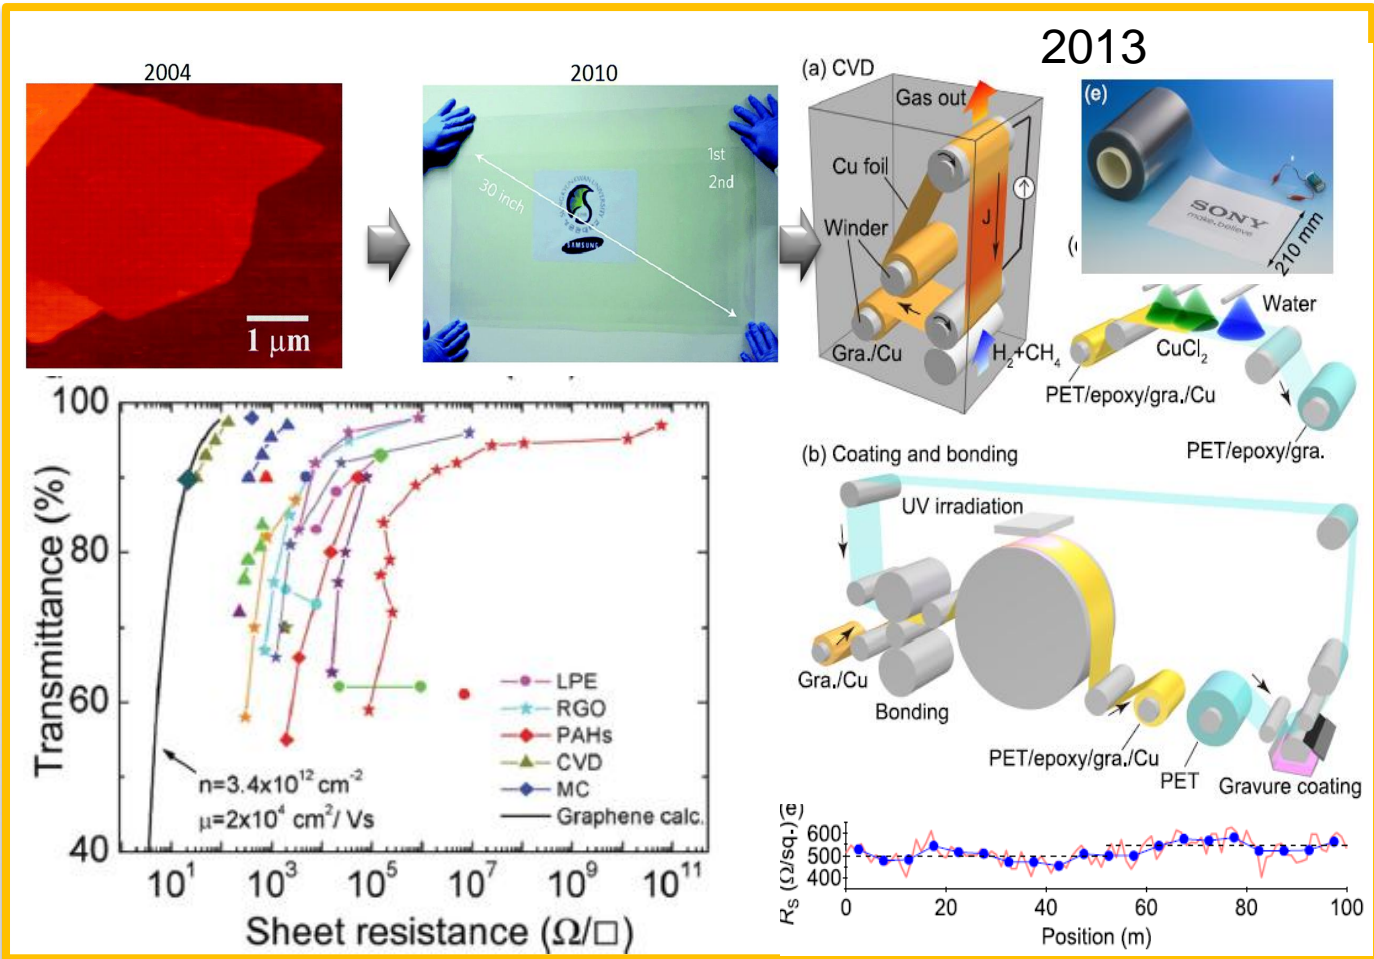 2004
1 μm
2010
1st
2nd
30 inch
SAMSUNG
2013
(a) CVD
Gas out
Cu foil
Winder
J
Gra./Cu
H₂+CH₄
(e)
SONY
make.believe
210 mm
Water
CuCl₂
PET/epoxy/gra./Cu
PET/epoxy/gra.
(b) Coating and bonding
UV irradiation
Gra./Cu
Bonding
PET/epoxy/gra./Cu
PET
Gravure coating
100
80
60
40
Transmittance (%)
LPE
RGO
PAHs
CVD
MC
Graphene calc.
n=3.4x10¹² cm⁻²
μ=2x10⁴ cm²/ Vs
10¹ 10³ 10⁵ 10⁷ 10⁹ 10¹¹
Sheet resistance (Ω/□)
(e)
600
500
400
R_S (Ω/sq.)
0 20 40 60 80 100
Position (m)